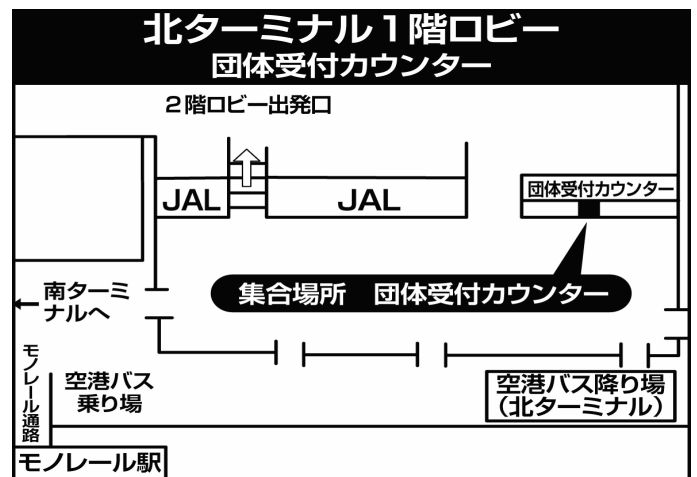 北ターミナル1階ロビー
団体受付カウンター
2階ロビー出発口
JAL
JAL
団体受付カウンター
集合場所　団体受付カウンター
南ターミ
ナルへ
モノレール通路
空港バス
乗り場
空港バス降り場
（北ターミナル）
モノレール駅